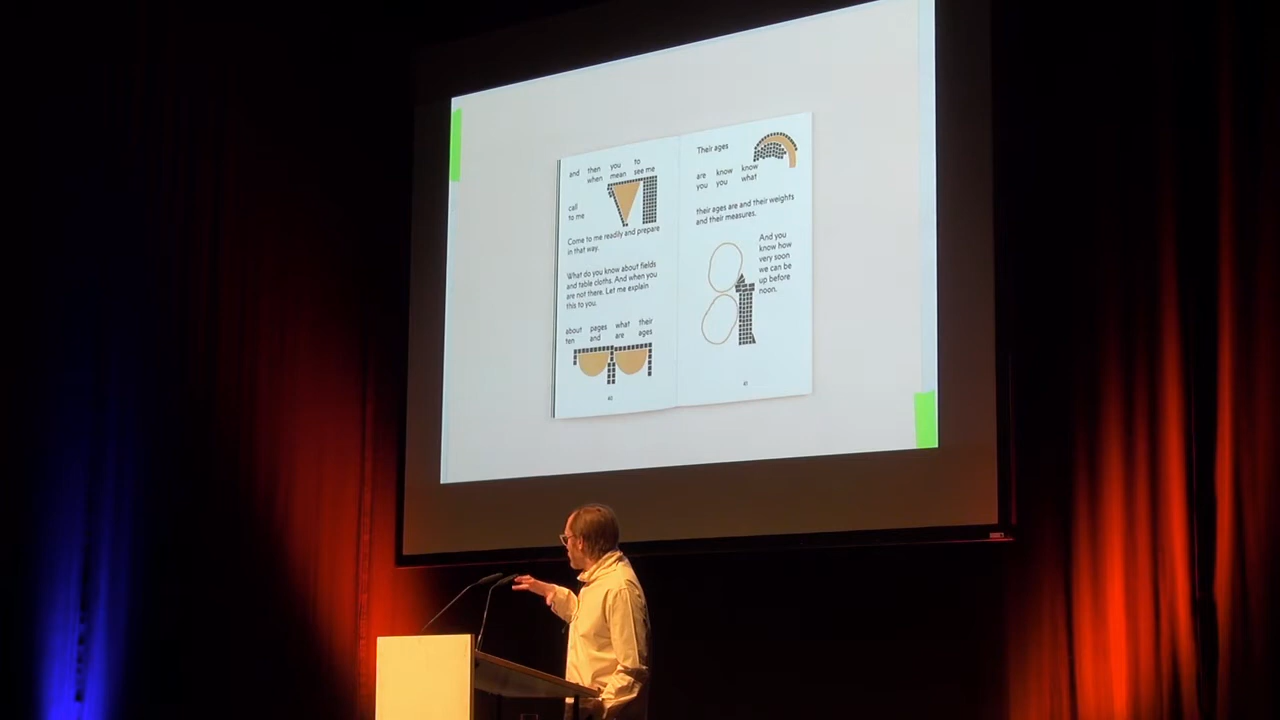 and then you to
when mean see me
call
to me
Come to me readily and prepare
in that way.
What do you know about fields
and table cloths. And when you
are not there. Let me explain
this to you.
about pages what their
ten and are ages
40
Their ages
are know know
you you what
their ages are and their weights
and their measures.
And you
know how
very soon
we can be
up before
noon.
41